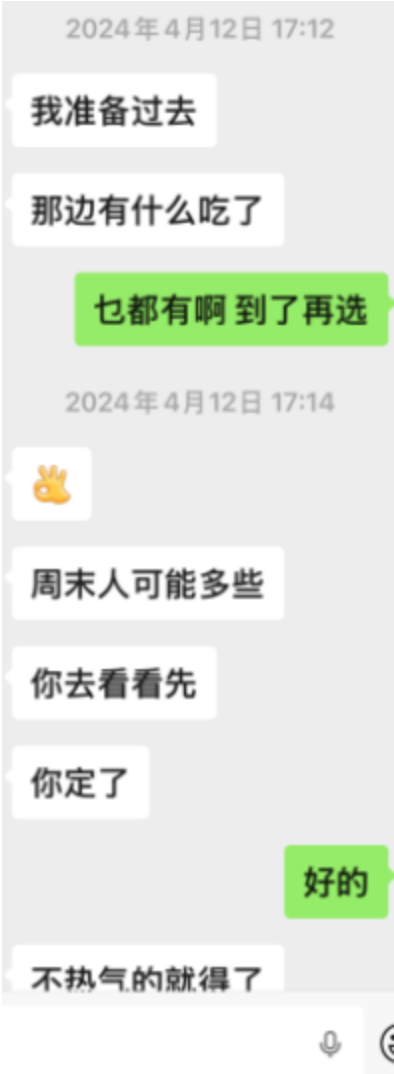 2024年4月12日 17:12
我准备过去
那边有什么吃了
乜都有啊 到了再选
2024年4月12日 17:14
👌
周末人可能多些
你去看看先
你定了
好的
不热气的就得了